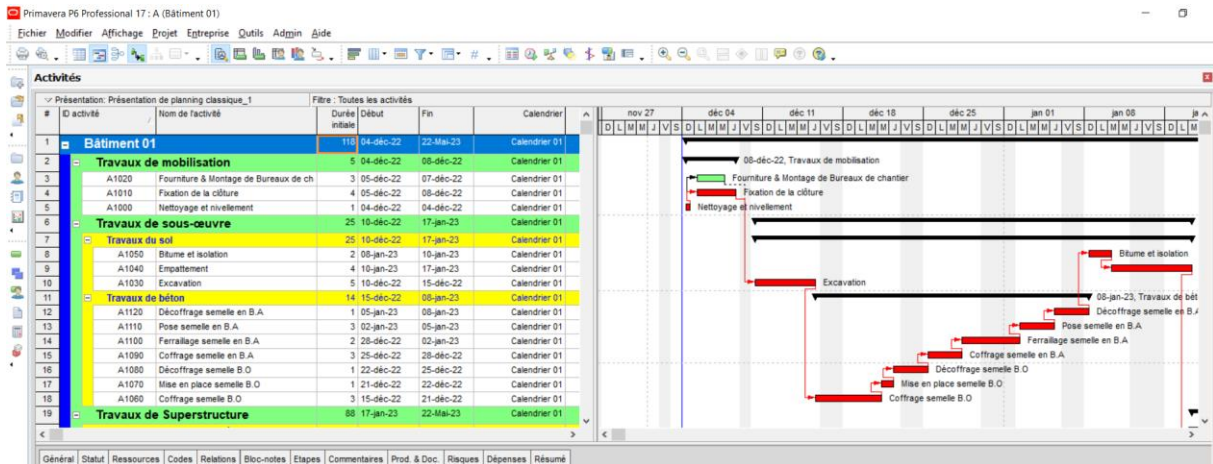 Primavera P6 Professional 17 : A (Bâtiment 01)
Fichier Modifier Affichage Projet Entreprise Outils Admin Aide
Activités
Présentation: Présentation de planning classique_1 Filtre : Toutes les activités
# ID activité Nom de l'activité Durée initiale Début Fin Calendrier
nov 27 déc 04 déc 11 déc 18 déc 25 jan 01 jan 08 ja
D L M M J V S D L M M J V S D L M M J V S D L M M J V S D L M M J V S D L M M J V S D L M M J V S D L M
1 Bâtiment 01 118 04-déc-22 22-Mai-23 Calendrier 01
2 Travaux de mobilisation 5 04-déc-22 08-déc-22 Calendrier 01 08-déc-22, Travaux de mobilisation
3 A1020 Fourniture & Montage de Bureaux de ch 3 05-déc-22 07-déc-22 Calendrier 01 Fourniture & Montage de Bureaux de chantier
4 A1010 Fixation de la clôture 4 05-déc-22 08-déc-22 Calendrier 01 Fixation de la clôture
5 A1000 Nettoyage et nivellement 1 04-déc-22 04-déc-22 Calendrier 01 Nettoyage et nivellement
6 Travaux de sous-œuvre 25 10-déc-22 17-jan-23 Calendrier 01
7 Travaux du sol 25 10-déc-22 17-jan-23 Calendrier 01
8 A1050 Bitume et isolation 2 08-jan-23 10-jan-23 Calendrier 01 Bitume et isolation
9 A1040 Empattement 4 10-jan-23 17-jan-23 Calendrier 01
10 A1030 Excavation 5 10-déc-22 15-déc-22 Calendrier 01 Excavation
11 Travaux de béton 14 15-déc-22 08-jan-23 Calendrier 01 08-jan-23, Travaux de bét
12 A1120 Décoffrage semelle en B.A 1 05-jan-23 08-jan-23 Calendrier 01 Décoffrage semelle en B.A
13 A1110 Pose semelle en B.A 3 02-jan-23 05-jan-23 Calendrier 01 Pose semelle en B.A
14 A1100 Ferraillage semelle en B.A 2 28-déc-22 02-jan-23 Calendrier 01 Ferraillage semelle en B.A
15 A1090 Coffrage semelle en B.A 3 25-déc-22 28-déc-22 Calendrier 01 Coffrage semelle en B.A
16 A1080 Décoffrage semelle B.O 1 22-déc-22 25-déc-22 Calendrier 01 Décoffrage semelle B.O
17 A1070 Mise en place semelle B.O 1 21-déc-22 22-déc-22 Calendrier 01 Mise en place semelle B.O
18 A1060 Coffrage semelle B.O 3 15-déc-22 21-déc-22 Calendrier 01 Coffrage semelle B.O
19 Travaux de Superstructure 88 17-jan-23 22-Mai-23 Calendrier 01
Général Statut Ressources Codes Relations Bloc-notes Etapes Commentaires Prod. & Doc. Risques Dépenses Résumé